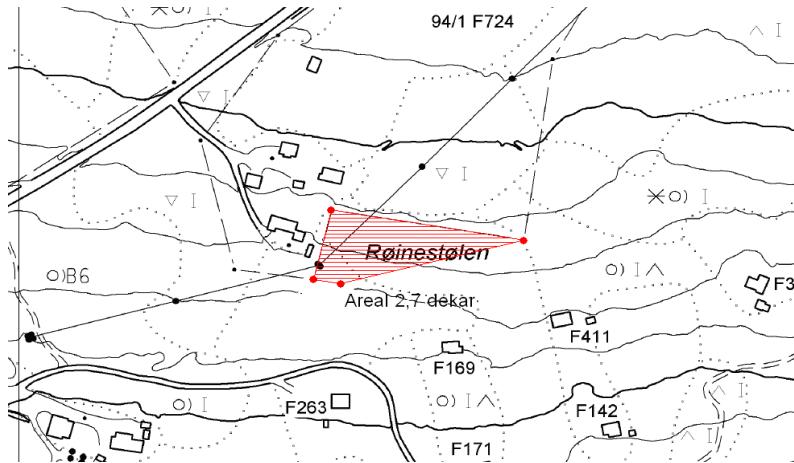 94/1 F724
Røinestølen
B6
Areal 2,7 dekar
F3
F411
F169
F263
F142
F171